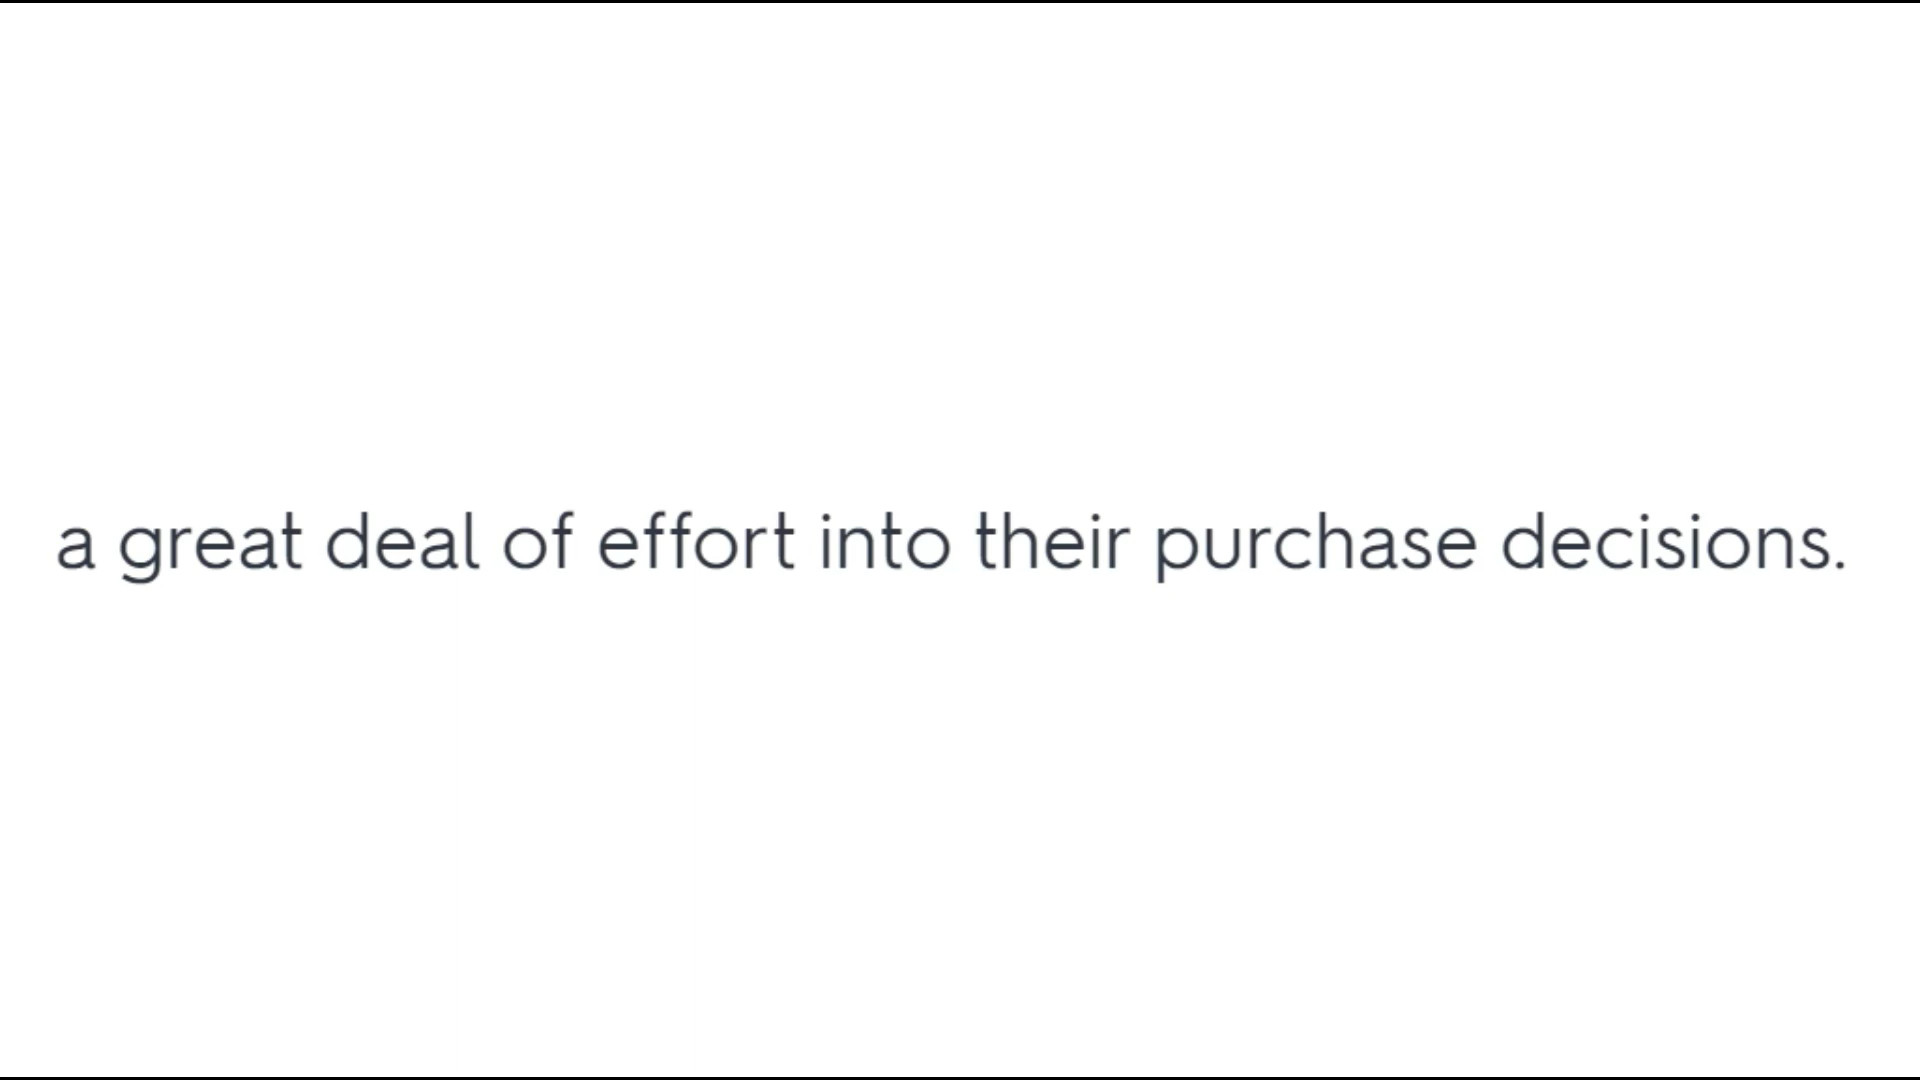 a great deal of effort into their purchase decisions.